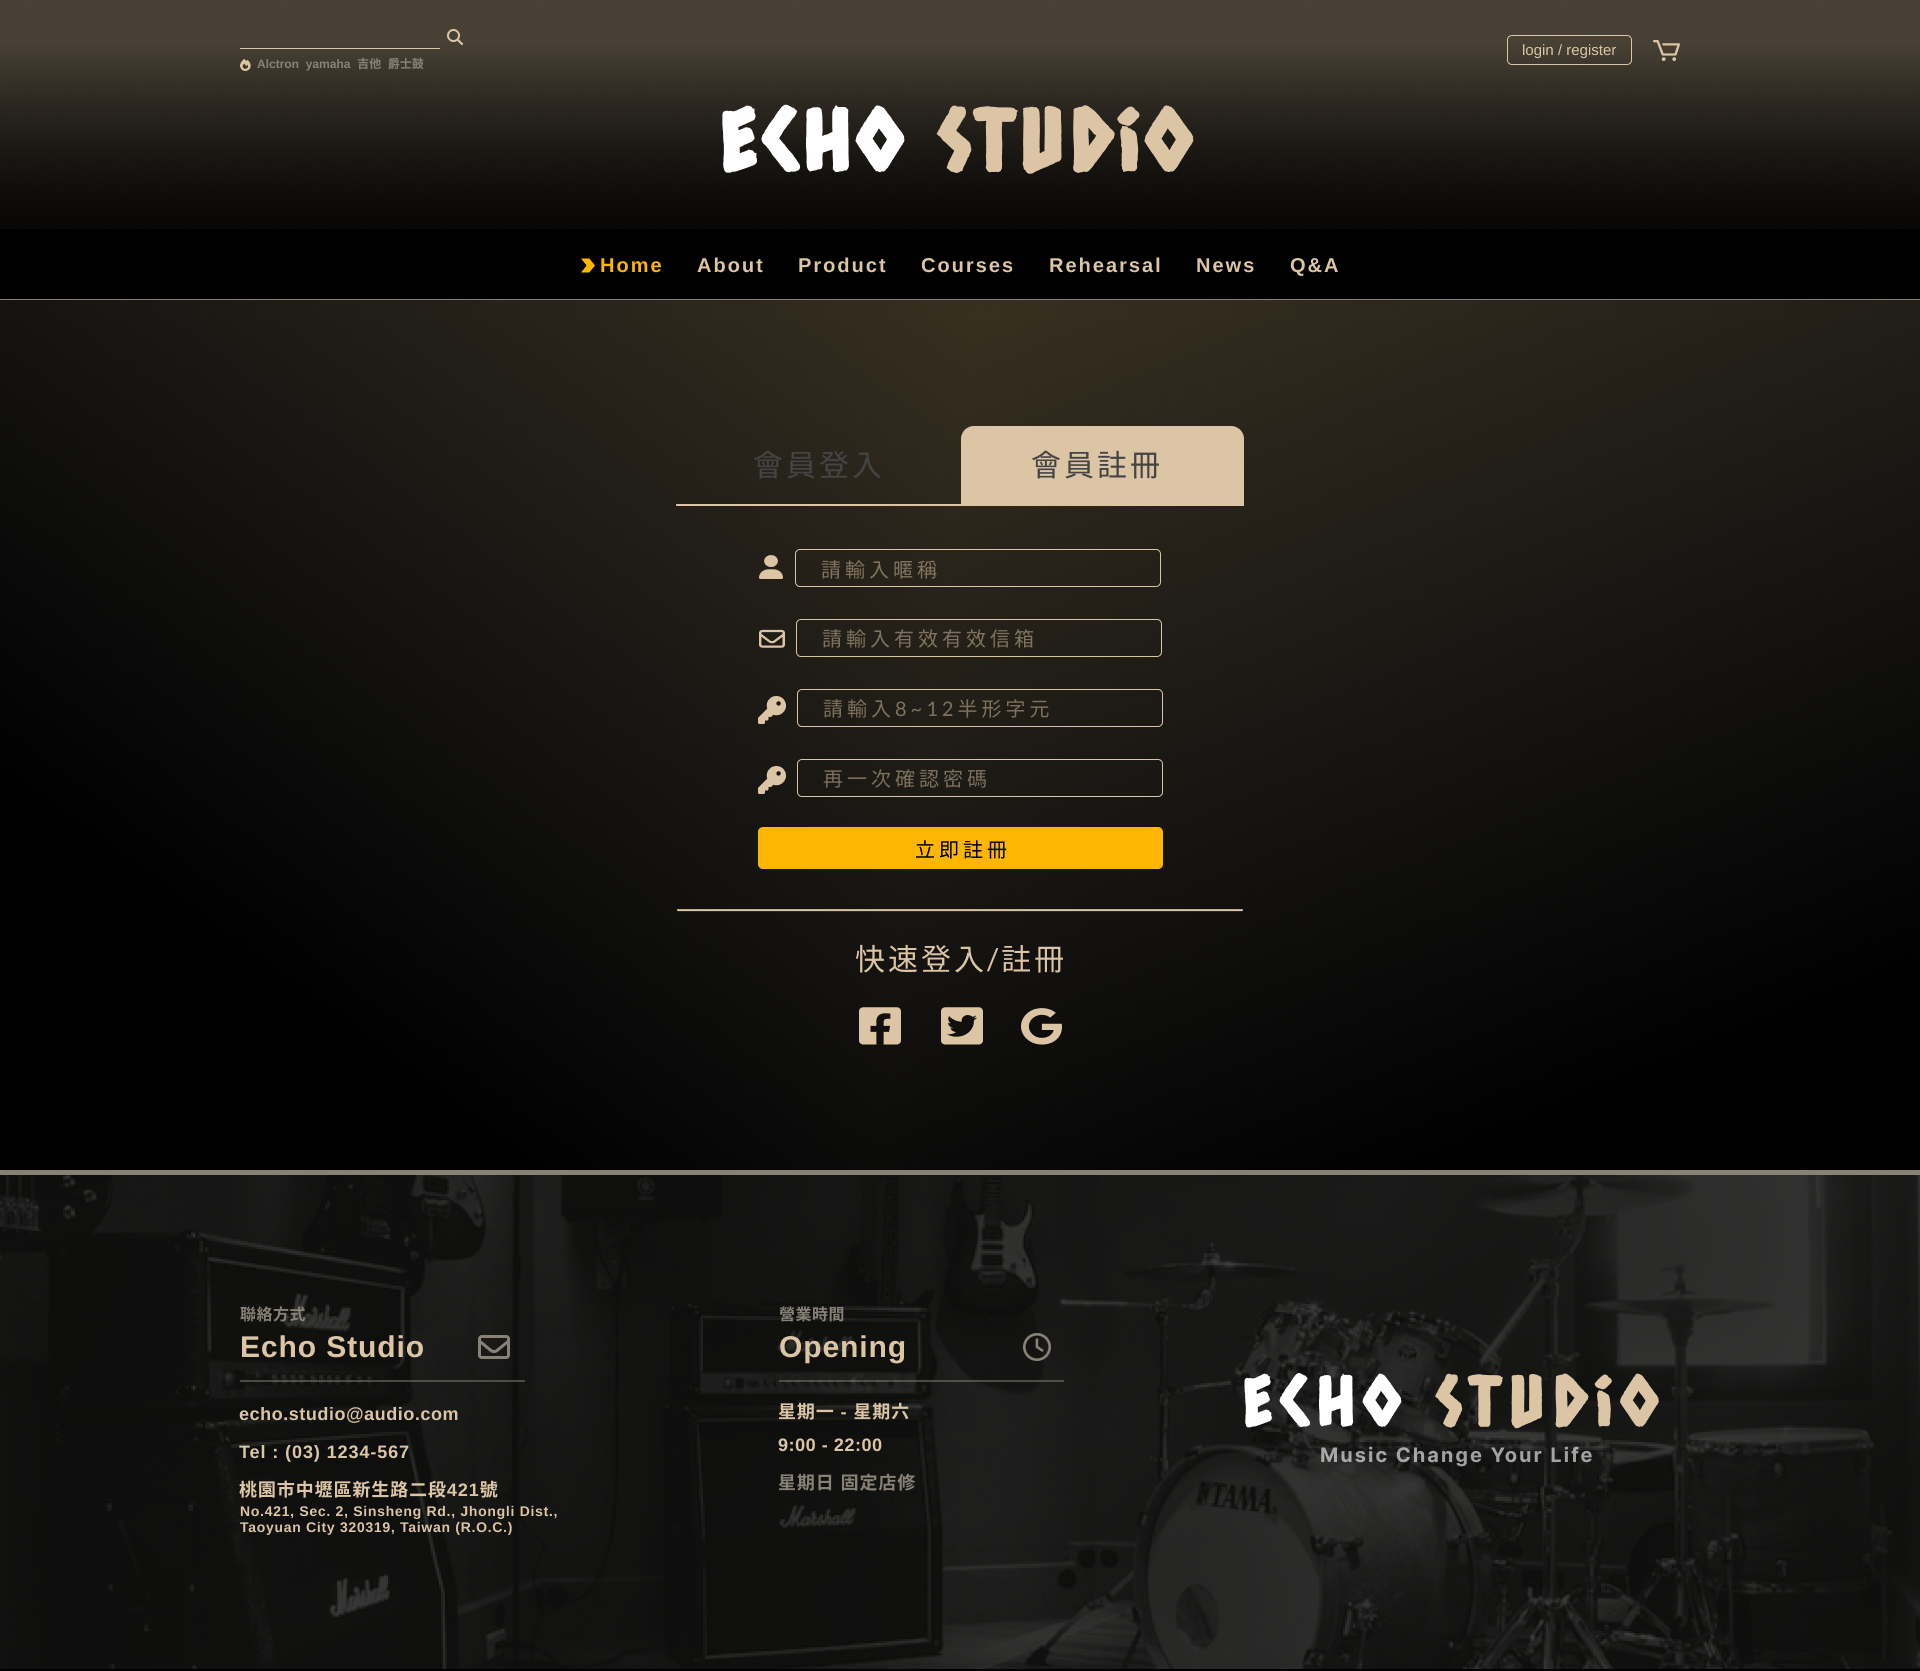 Alctron yamaha 吉他 爵士鼓
login / register
ECHO STUDiO
Home About Product Courses Rehearsal News Q&A
會員登入 會員註冊
請輸入暱稱
請輸入有效有效信箱
請輸入8~12半形字元
再一次確認密碼
立即註冊
快速登入/註冊
聯絡方式
Echo Studio
echo.studio@audio.com
Tel : (03) 1234-567
桃園市中壢區新生路二段421號
No.421, Sec. 2, Sinsheng Rd., Jhongli Dist.,
Taoyuan City 320319, Taiwan (R.O.C.)
Marshall
Marshall
營業時間
Opening
星期一 - 星期六
9:00 - 22:00
星期日 固定店修
Marshall
ECHO STUDiO
Music Change Your Life
TAMA